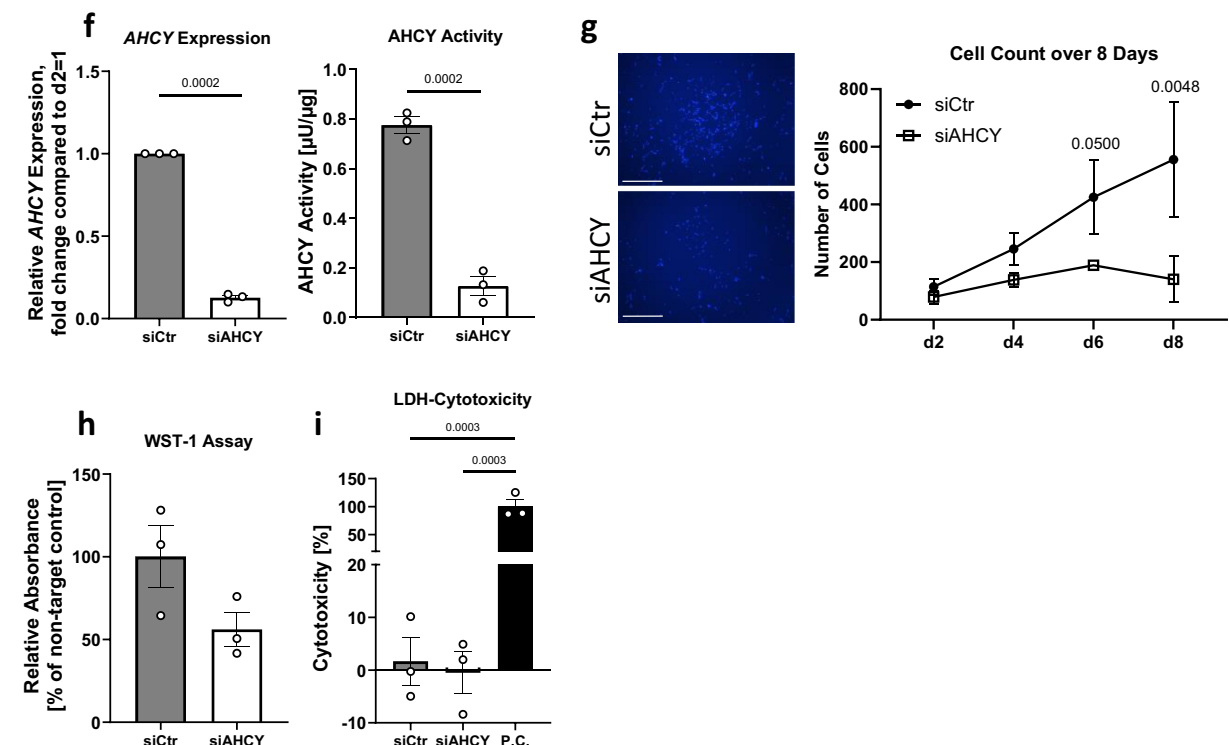 f
AHCY Expression
Relative AHCY Expression,
fold change compared to d2=1
1.5
1.0
0.5
0.0
0.0002
siCtr
siAHCY
AHCY Activity
AHCY Activity [µU/µg]
1.0
0.8
0.6
0.4
0.2
0.0
0.0002
siCtr
siAHCY
g
siCtr
siAHCY
Cell Count over 8 Days
Number of Cells
800
600
400
200
0
siCtr
siAHCY
0.0500
0.0048
d2
d4
d6
d8
h
WST-1 Assay
Relative Absorbance
[% of non-target control]
150
100
50
0
siCtr
siAHCY
i
LDH-Cytotoxicity
0.0003
0.0003
Cytotoxicity [%]
150
100
50
20
10
0
-10
siCtr
siAHCY
P.C.